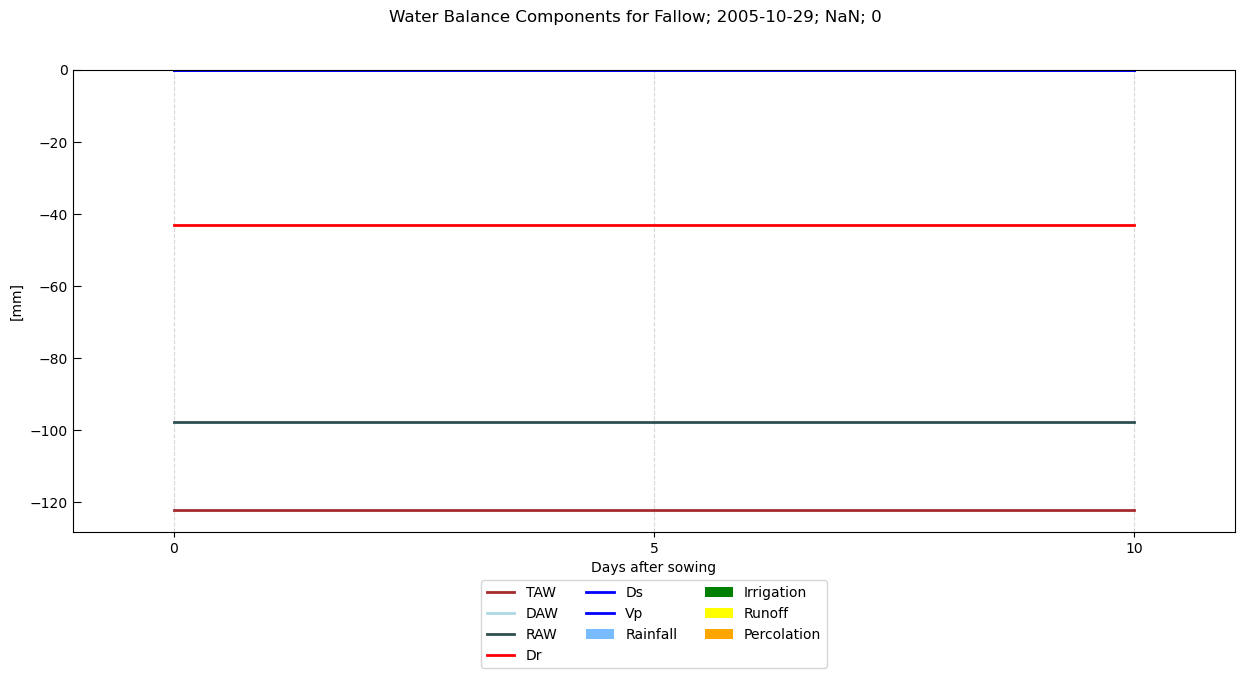 Water Balance Components for Fallow; 2005-10-29; NaN; 0
0
−20
−40
−60
−80
−100
−120
[mm]
0 5 10
Days after sowing
TAW Ds Irrigation
DAW Vp Runoff
RAW Rainfall Percolation
Dr